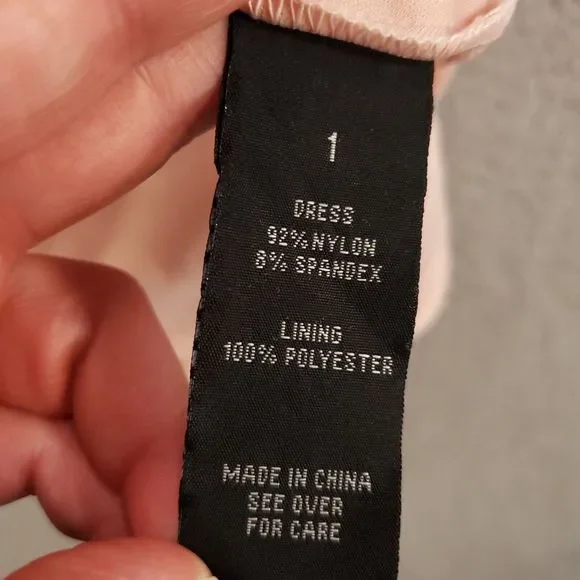 1
DRESS
92% NYLON
8% SPANDEX
LINING
100% POLYESTER
MADE IN CHINA
SEE OVER
FOR CARE